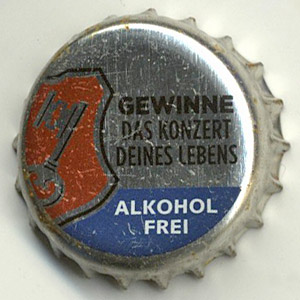 GEWINNE
DAS KONZERT
DEINES LEBENS
ALKOHOL
FREI